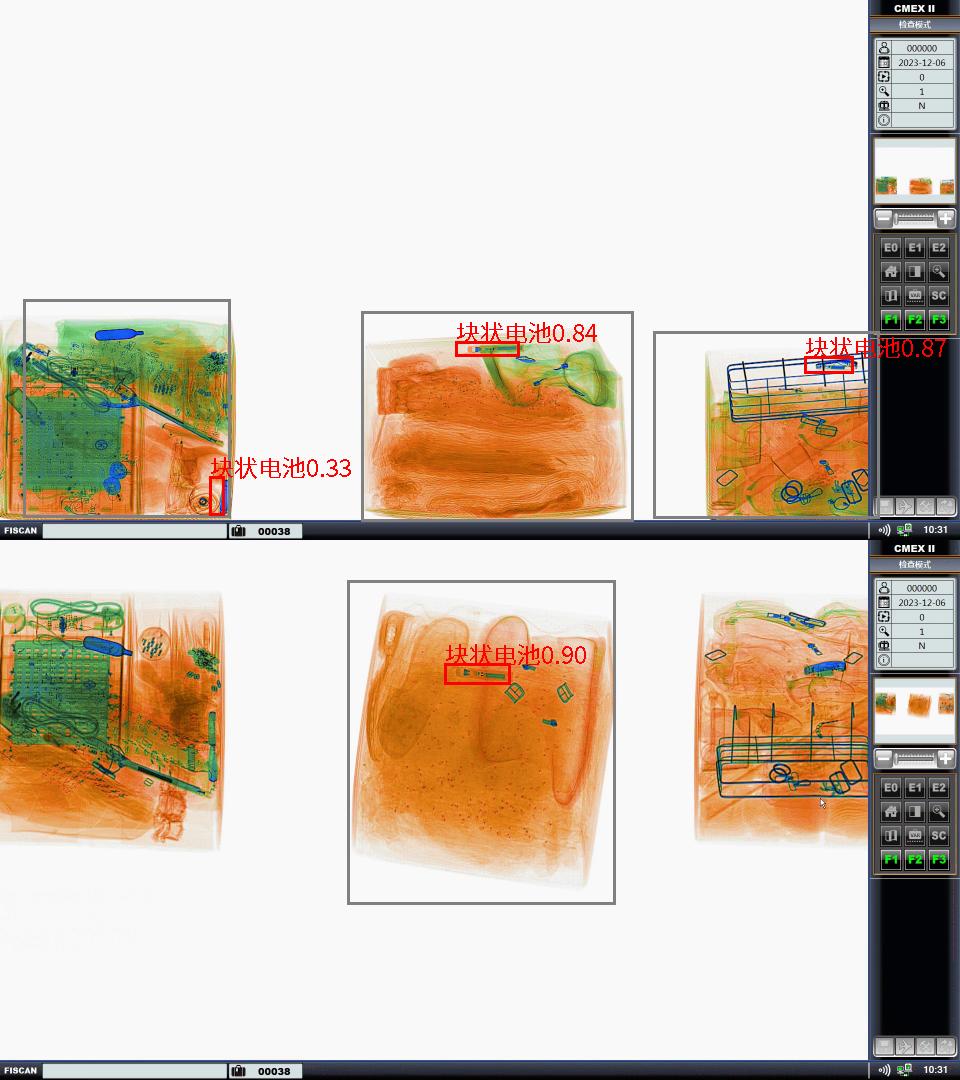 CMEX II
检查模式
000000
2023-12-06
0
1
N
E0 E1 E2
VAR SC
F1 F2 F3
块状电池0.84
块状电池0.87
块状电池0.33
FISCAN 00038 10:31
CMEX II
检查模式
000000
2023-12-06
0
1
N
块状电池0.90
E0 E1 E2
VAR SC
F1 F2 F3
FISCAN 00038 10:31